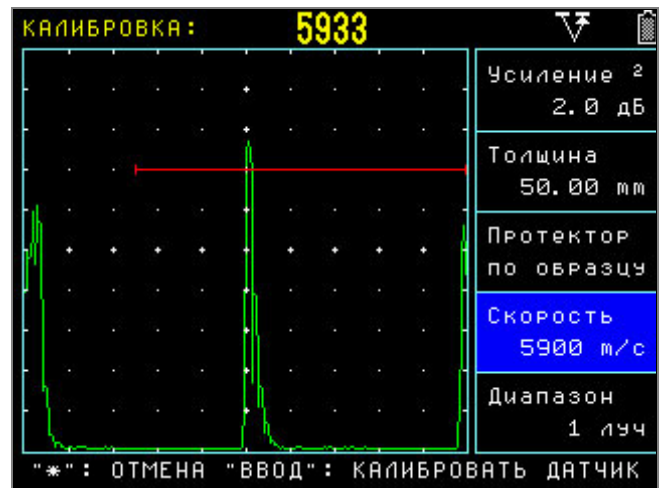 КАЛИБРОВКА: 5933
Усиление ²
2.0 дБ
Толщина
50.00 mm
Протектор
по образцу
Скорость
5900 m/c
Диапазон
1 луч
"*": ОТМЕНА "ВВОД": КАЛИБРОВАТЬ ДАТЧИК